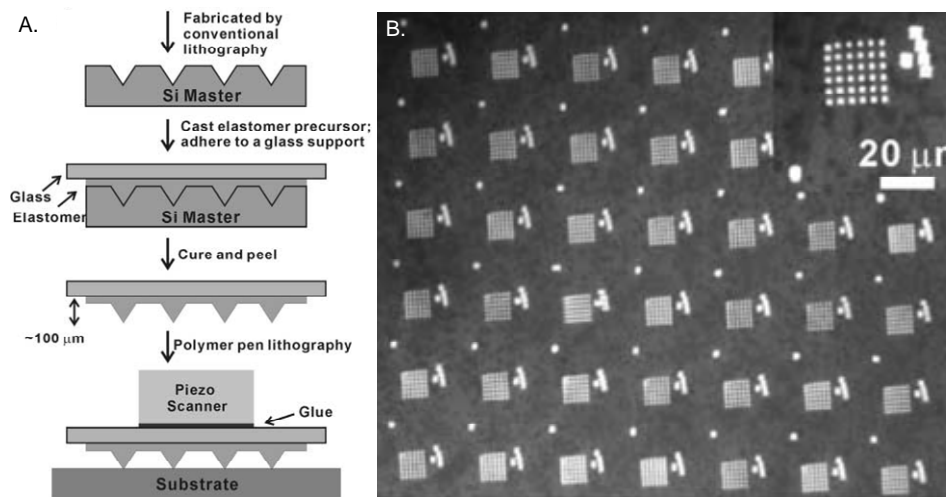 A.
Fabricated by
conventional
lithography
Si Master
Cast elastomer precursor;
adhere to a glass support
Glass
Elastomer
Si Master
Cure and peel
~100 μm
Polymer pen lithography
Piezo
Scanner
Glue
Substrate
B.
20 μm